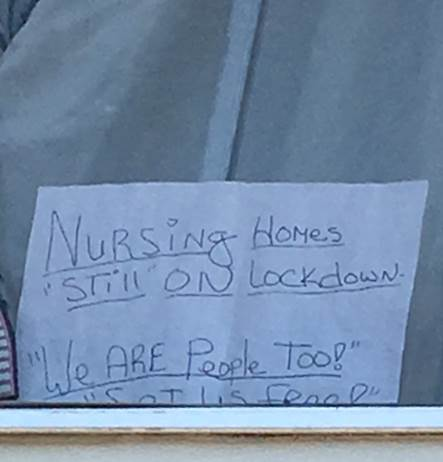 NURSING HOMES
"STill" ON LOCKDOWN.
"We ARE People TOO!"